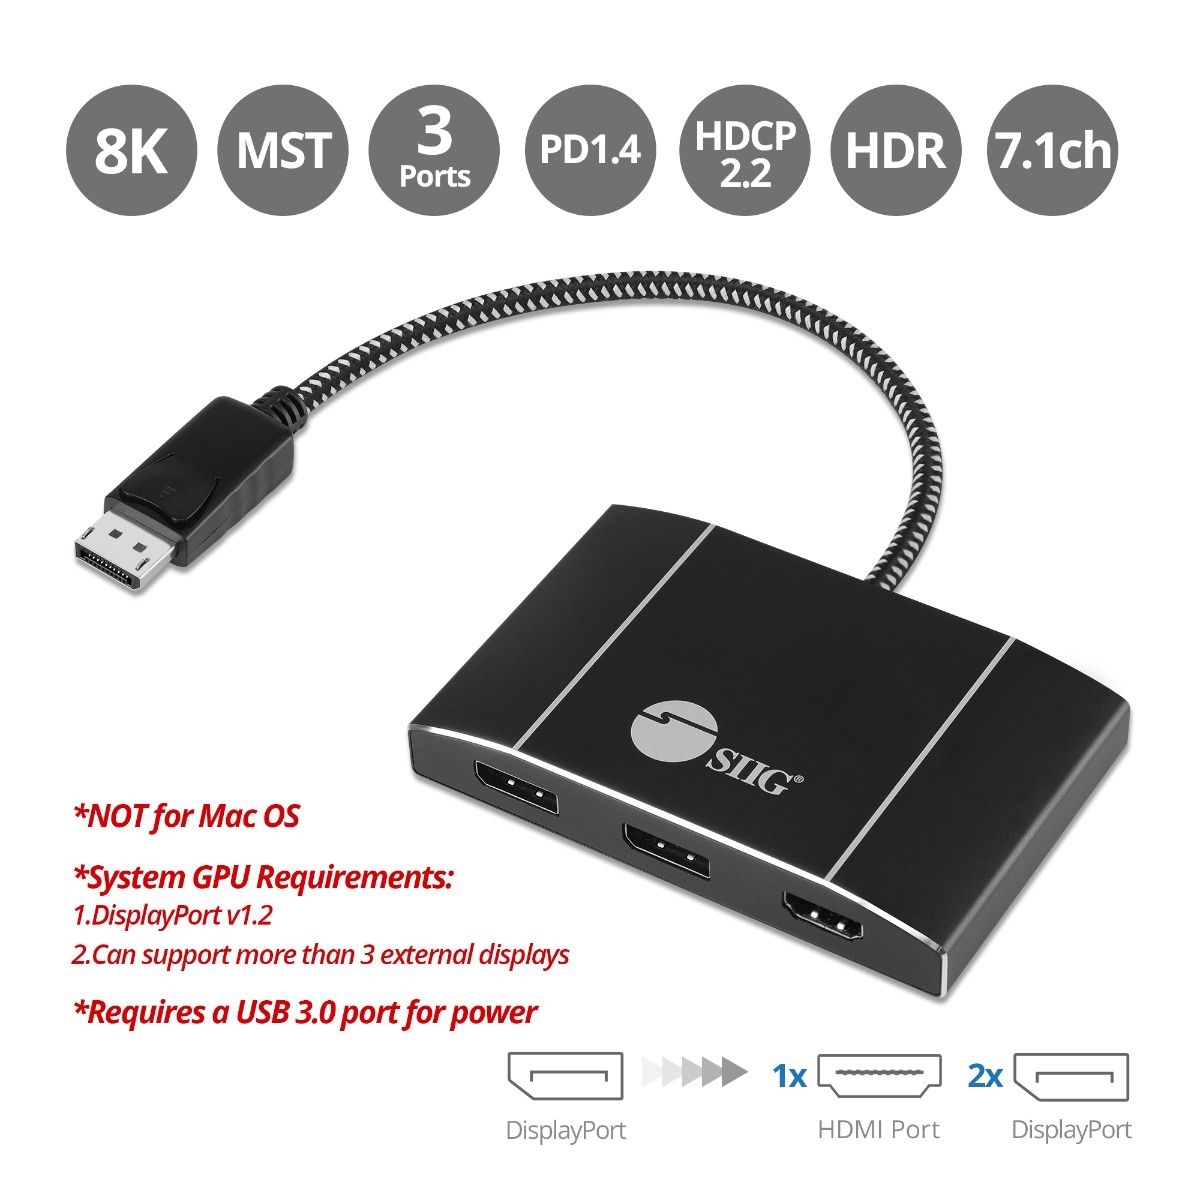 8K
MST
3
Ports
PD1.4
HDCP
2.2
HDR
7.1ch
SIIG®
*NOT for Mac OS
*System GPU Requirements:
1.DisplayPort v1.2
2.Can support more than 3 external displays
*Requires a USB 3.0 port for power
DisplayPort
1x
HDMI Port
2x
DisplayPort